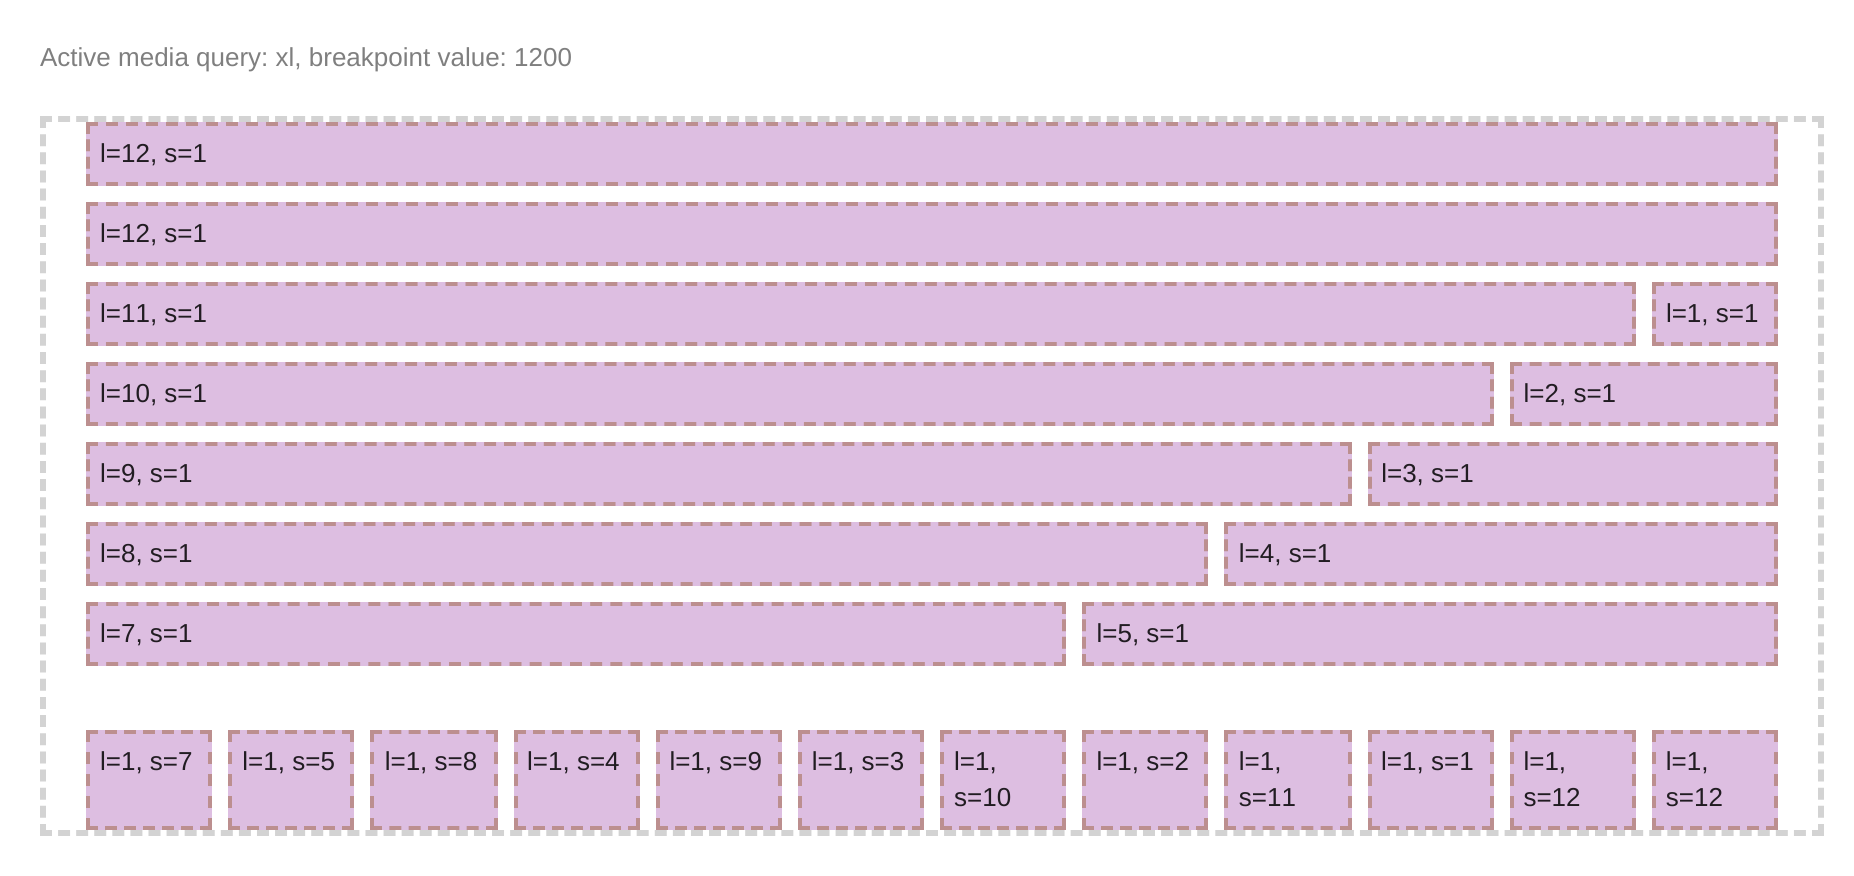 Active media query: xl, breakpoint value: 1200
l=12, s=1
l=12, s=1
l=11, s=1
l=1, s=1
l=10, s=1
l=2, s=1
l=9, s=1
l=3, s=1
l=8, s=1
l=4, s=1
l=7, s=1
l=5, s=1
l=1, s=7
l=1, s=5
l=1, s=8
l=1, s=4
l=1, s=9
l=1, s=3
l=1,
s=10
l=1, s=2
l=1,
s=11
l=1, s=1
l=1,
s=12
l=1,
s=12